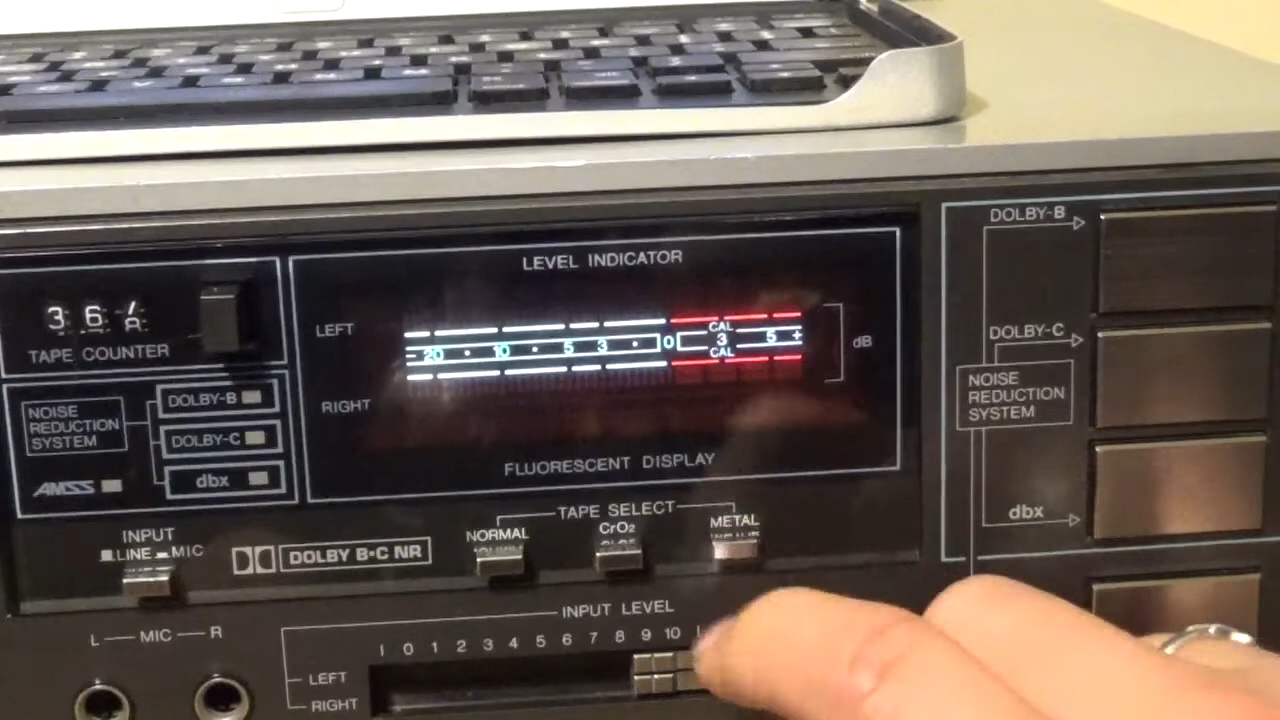 LEVEL INDICATOR
DOLBY-B
36
TAPE COUNTER
LEFT
- 20 · 10 · 5 3 · 0 3 5 +
CAL
CAL
dB
RIGHT
FLUORESCENT DISPLAY
DOLBY-C
NOISE
REDUCTION
SYSTEM
dbx
NOISE
REDUCTION
SYSTEM
DOLBY-B
DOLBY-C
dbx
AMSS
TAPE SELECT
NORMAL
CrO₂
METAL
INPUT
LINE MIC
DOLBY B·C NR
INPUT LEVEL
L MIC R
0 1 2 3 4 5 6 7 8 9 10
LEFT
RIGHT